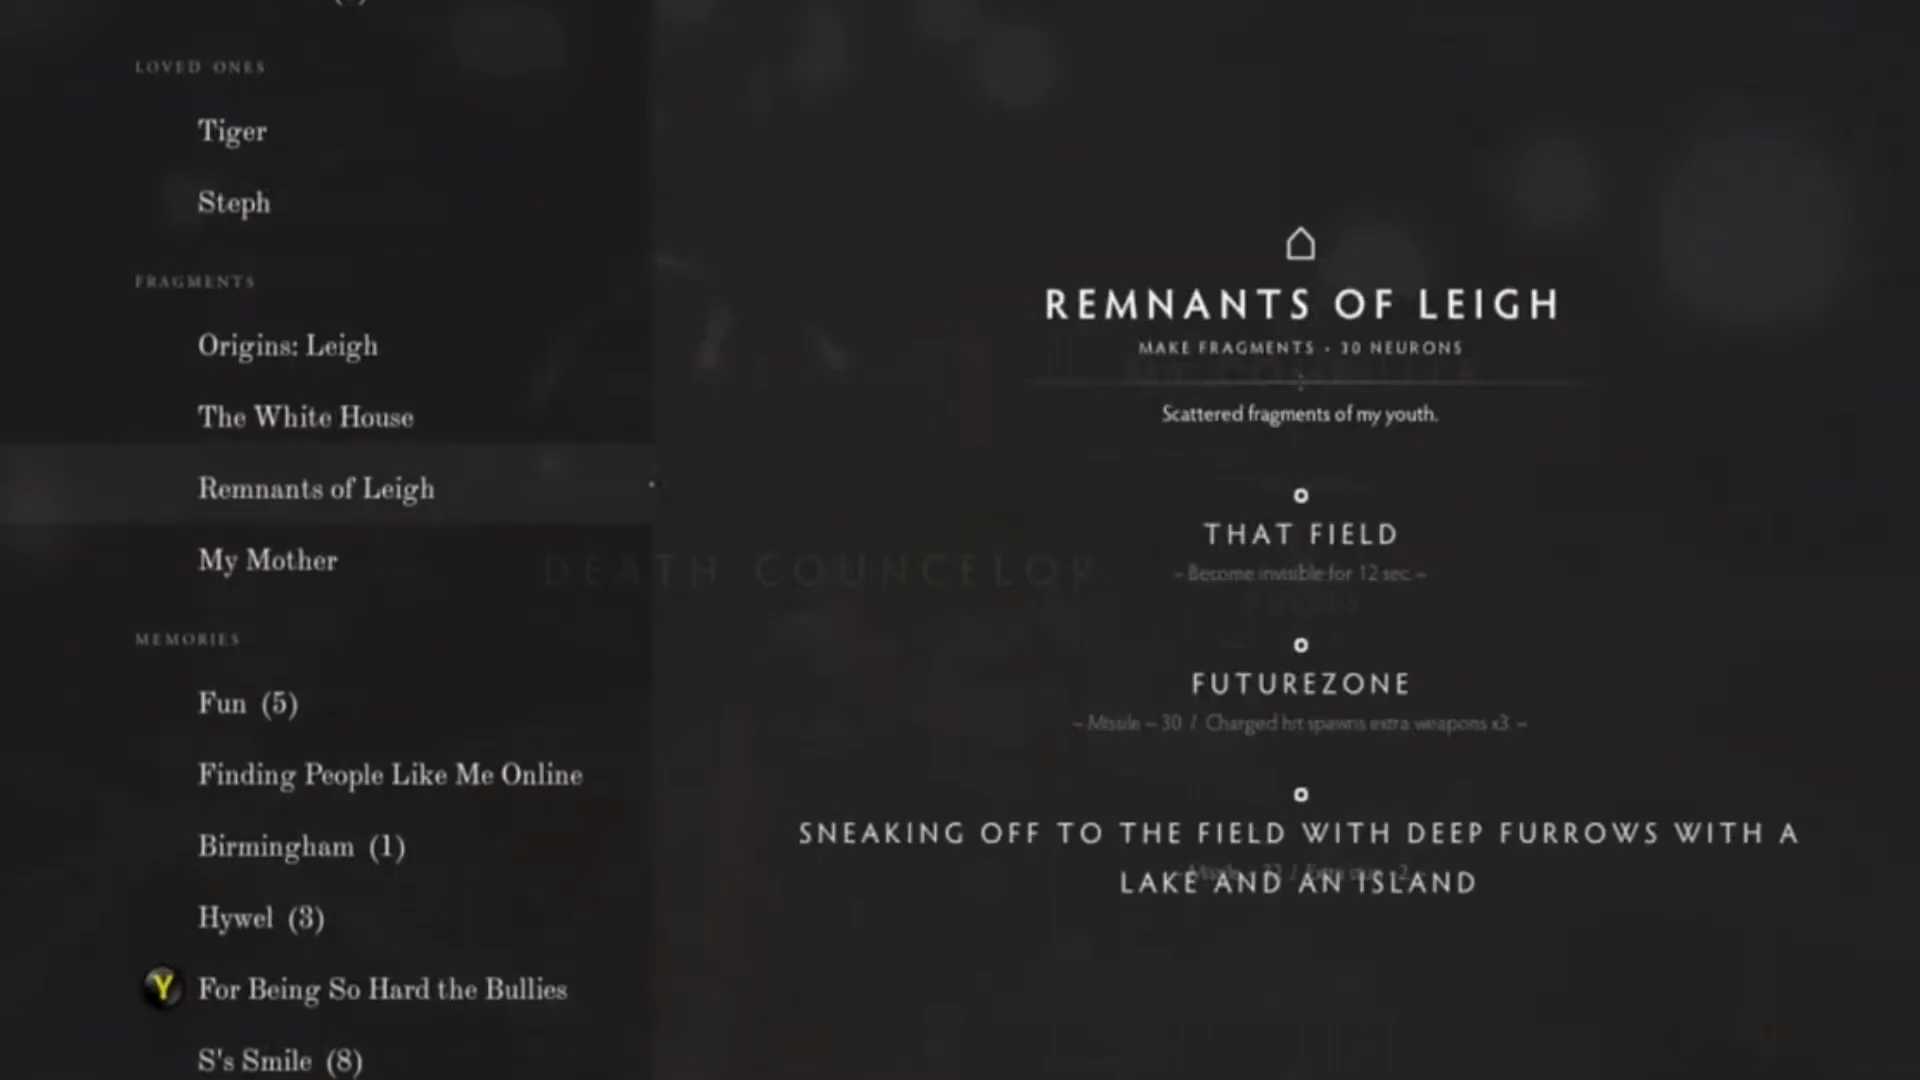 LOVED ONES
Tiger
Steph
FRAGMENTS
Origins: Leigh
The White House
Remnants of Leigh
My Mother
MEMORIES
Fun (5)
Finding People Like Me Online
Birmingham (1)
Hywel (3)
Y For Being So Hard the Bullies
S's Smile (8)
DEATH COUNCELOR
REMNANTS OF LEIGH
MAKE FRAGMENTS • 30 NEURONS
Scattered fragments of my youth.
THAT FIELD
~ Become invisible for 12 sec ~
FUTUREZONE
~ Missile ~ 30 / Charged hit spawns extra weapons x3 ~
SNEAKING OFF TO THE FIELD WITH DEEP FURROWS WITH A
LAKE AND AN ISLAND